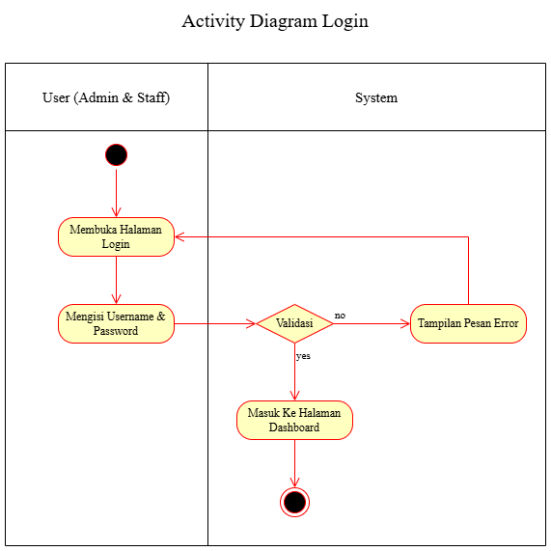 Activity Diagram Login
User (Admin & Staff)
System
Membuka Halaman
Login
Mengisi Username &
Password
Validasi
no
Tampilan Pesan Error
yes
Masuk Ke Halaman
Dashboard